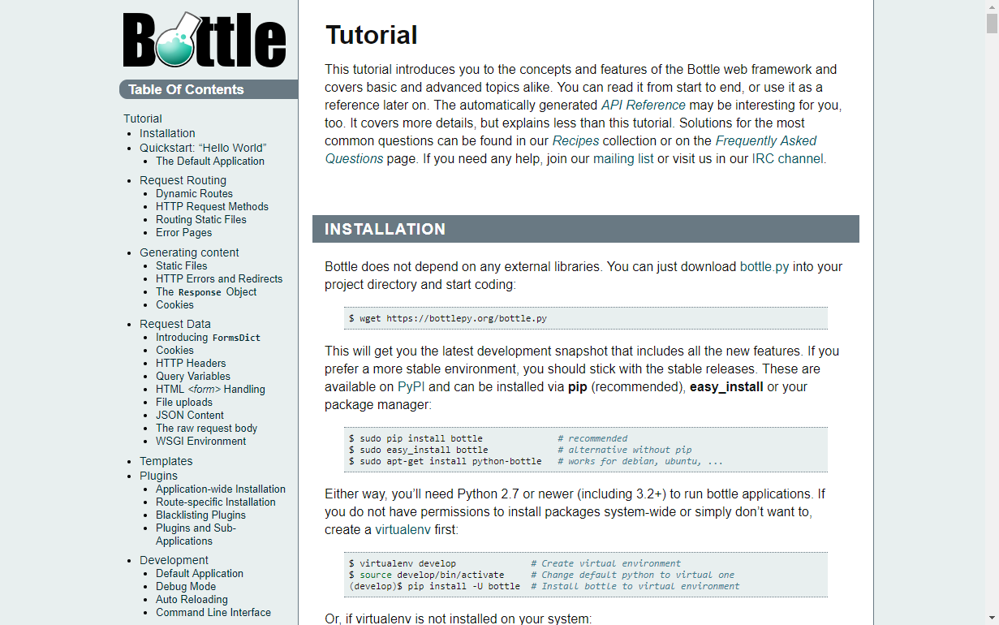 Bottle
Table Of Contents
Tutorial
Installation
Quickstart: “Hello World”
The Default Application
Request Routing
Dynamic Routes
HTTP Request Methods
Routing Static Files
Error Pages
Generating content
Static Files
HTTP Errors and Redirects
The Response Object
Cookies
Request Data
Introducing FormsDict
Cookies
HTTP Headers
Query Variables
HTML <form> Handling
File uploads
JSON Content
The raw request body
WSGI Environment
Templates
Plugins
Application-wide Installation
Route-specific Installation
Blacklisting Plugins
Plugins and Sub-
Applications
Development
Default Application
Debug Mode
Auto Reloading
Command Line Interface
Tutorial
This tutorial introduces you to the concepts and features of the Bottle web framework and
covers basic and advanced topics alike. You can read it from start to end, or use it as a
reference later on. The automatically generated API Reference may be interesting for you,
too. It covers more details, but explains less than this tutorial. Solutions for the most
common questions can be found in our Recipes collection or on the Frequently Asked
Questions page. If you need any help, join our mailing list or visit us in our IRC channel.
INSTALLATION
Bottle does not depend on any external libraries. You can just download bottle.py into your
project directory and start coding:
$ wget https://bottlepy.org/bottle.py
This will get you the latest development snapshot that includes all the new features. If you
prefer a more stable environment, you should stick with the stable releases. These are
available on PyPI and can be installed via pip (recommended), easy_install or your
package manager:
$ sudo pip install bottle # recommended
$ sudo easy_install bottle # alternative without pip
$ sudo apt-get install python-bottle # works for debian, ubuntu, ...
Either way, you’ll need Python 2.7 or newer (including 3.2+) to run bottle applications. If
you do not have permissions to install packages system-wide or simply don’t want to,
create a virtualenv first:
$ virtualenv develop # Create virtual environment
$ source develop/bin/activate # Change default python to virtual one
(develop)$ pip install -U bottle # Install bottle to virtual environment
Or, if virtualenv is not installed on your system: